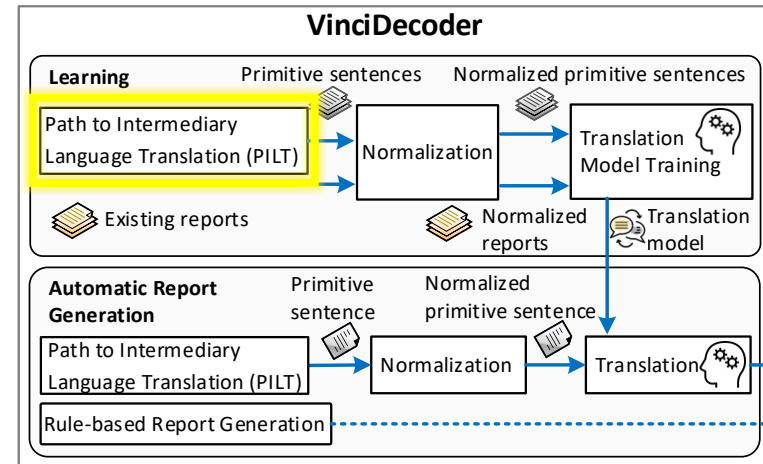 VinciDecoder
Learning
Primitive sentences
Normalized primitive sentences
Path to Intermediary
Language Translation (PILT)
Normalization
Translation
Model Training
Existing reports
Normalized
reports
Translation
model
Automatic Report
Generation
Primitive
sentence
Normalized
primitive sentence
Path to Intermediary
Language Translation (PILT)
Normalization
Translation
Rule-based Report Generation